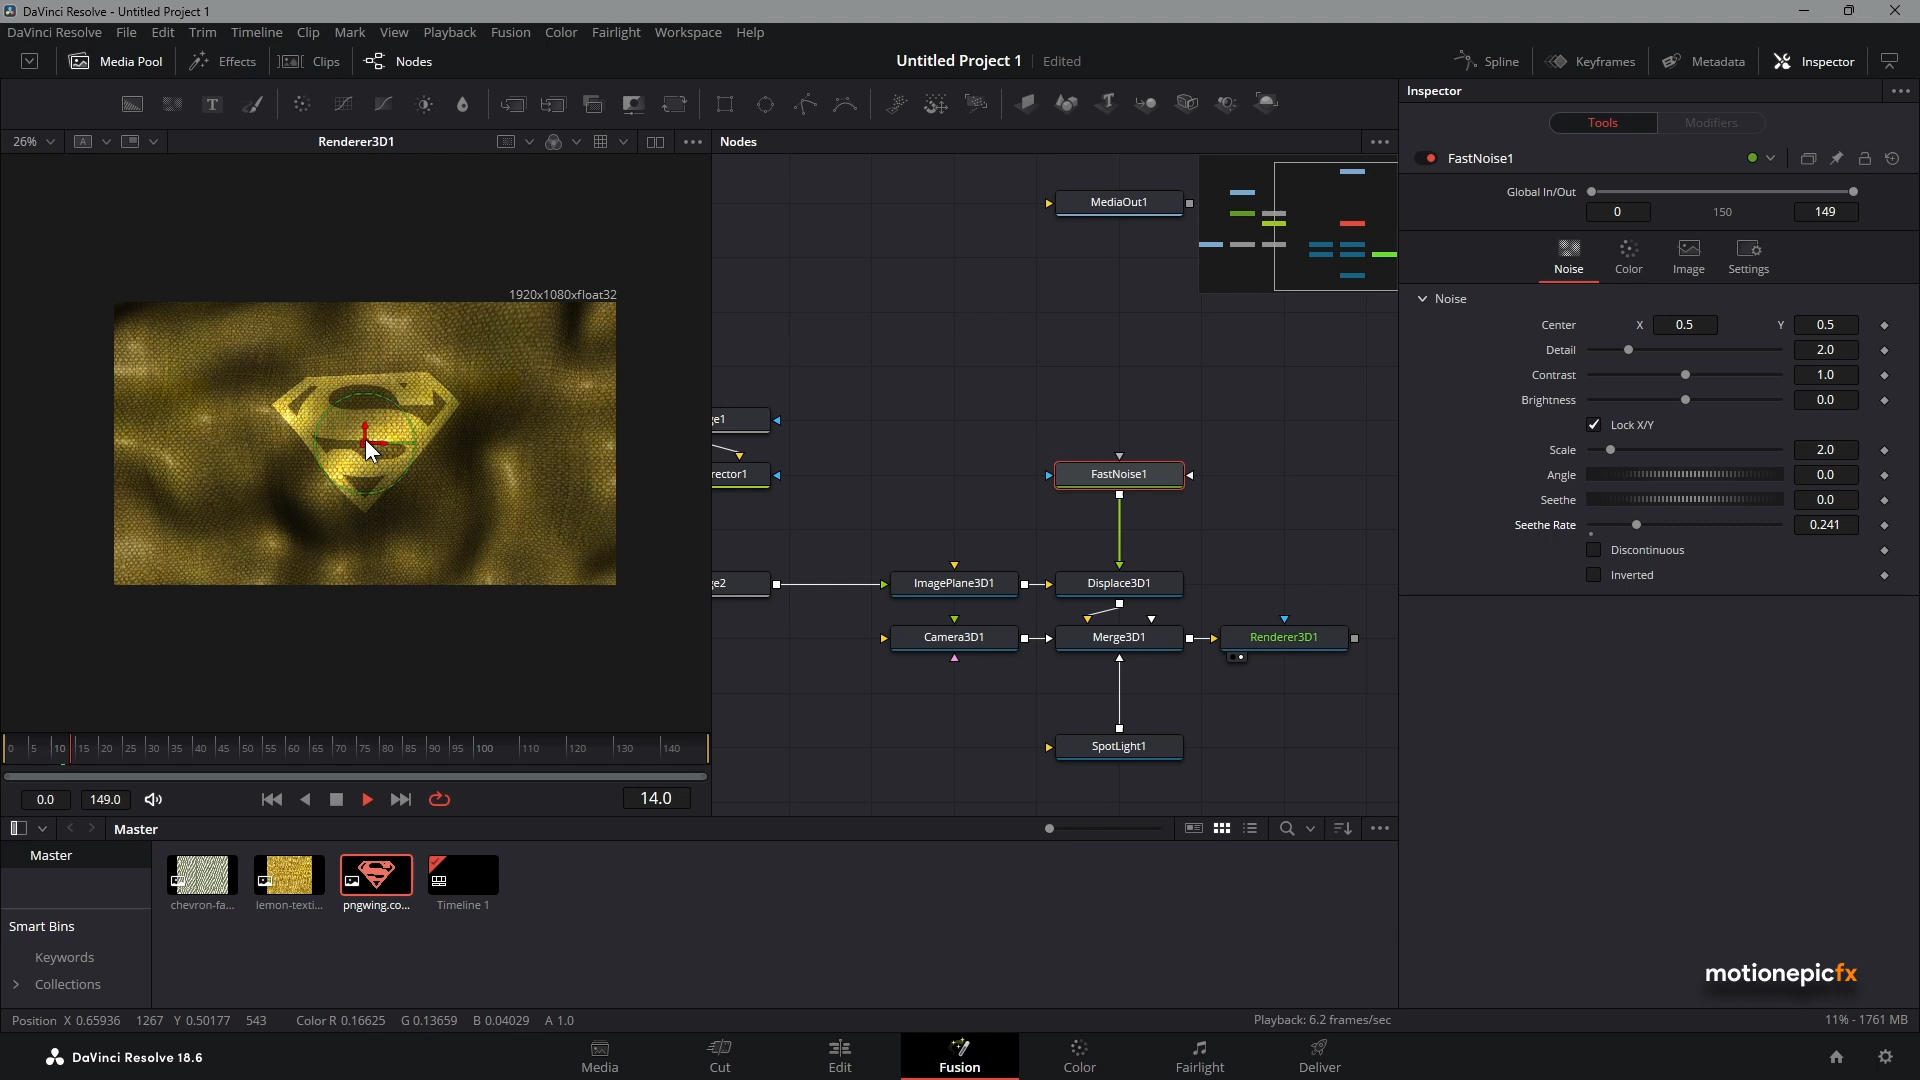 DaVinci Resolve - Untitled Project 1
DaVinci Resolve File Edit Trim Timeline Clip Mark View Playback Fusion Color Fairlight Workspace Help
Media Pool Effects Clips Nodes
Untitled Project 1 Edited
Spline Keyframes Metadata Inspector
T
Inspector
Tools Modifiers
26% A Renderer3D1
Nodes
FastNoise1
Global In/Out
0 150 149
Noise Color Image Settings
Noise
Center X 0.5 Y 0.5
Detail 2.0
Contrast 1.0
Brightness 0.0
Lock X/Y
Scale 2.0
Angle 0.0
Seethe 0.0
Seethe Rate 0.241
Discontinuous
Inverted
1920x1080xfloat32
MediaOut1
ge1
rector1
FastNoise1
ge2
ImagePlane3D1
Displace3D1
Camera3D1
Merge3D1
Renderer3D1
SpotLight1
0 5 10 15 20 25 30 35 40 45 50 55 60 65 70 75 80 85 90 95 100 110 120 130 140
0.0 149.0 14.0
Master
Master
chevron-fa... lemon-texti... pngwing.co... Timeline 1
Smart Bins
Keywords
Collections
motionepicfx
Position X 0.65936 1267 Y 0.50177 543 Color R 0.16625 G 0.13659 B 0.04029 A 1.0
Playback: 6.2 frames/sec
11% - 1761 MB
DaVinci Resolve 18.6
Media Cut Edit Fusion Color Fairlight Deliver